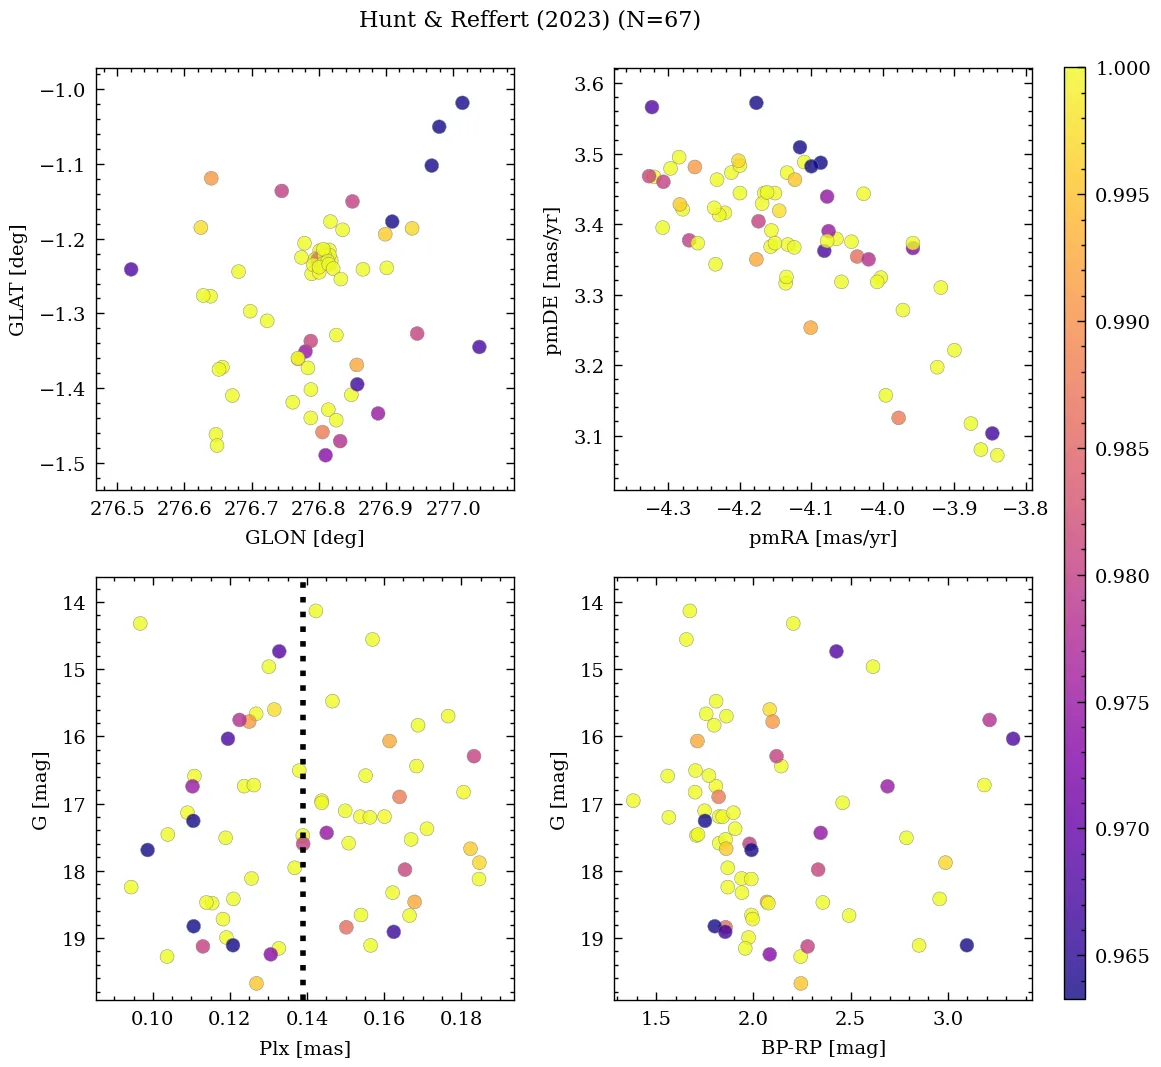 Hunt & Reffert (2023) (N=67)
−1.0
−1.1
−1.2
−1.3
−1.4
−1.5
GLAT [deg]
276.5 276.6 276.7 276.8 276.9 277.0
GLON [deg]
3.6
3.5
3.4
3.3
3.2
3.1
pmDE [mas/yr]
−4.3 −4.2 −4.1 −4.0 −3.9 −3.8
pmRA [mas/yr]
14
15
16
17
18
19
G [mag]
0.10 0.12 0.14 0.16 0.18
Plx [mas]
14
15
16
17
18
19
G [mag]
1.5 2.0 2.5 3.0
BP-RP [mag]
1.000
0.995
0.990
0.985
0.980
0.975
0.970
0.965